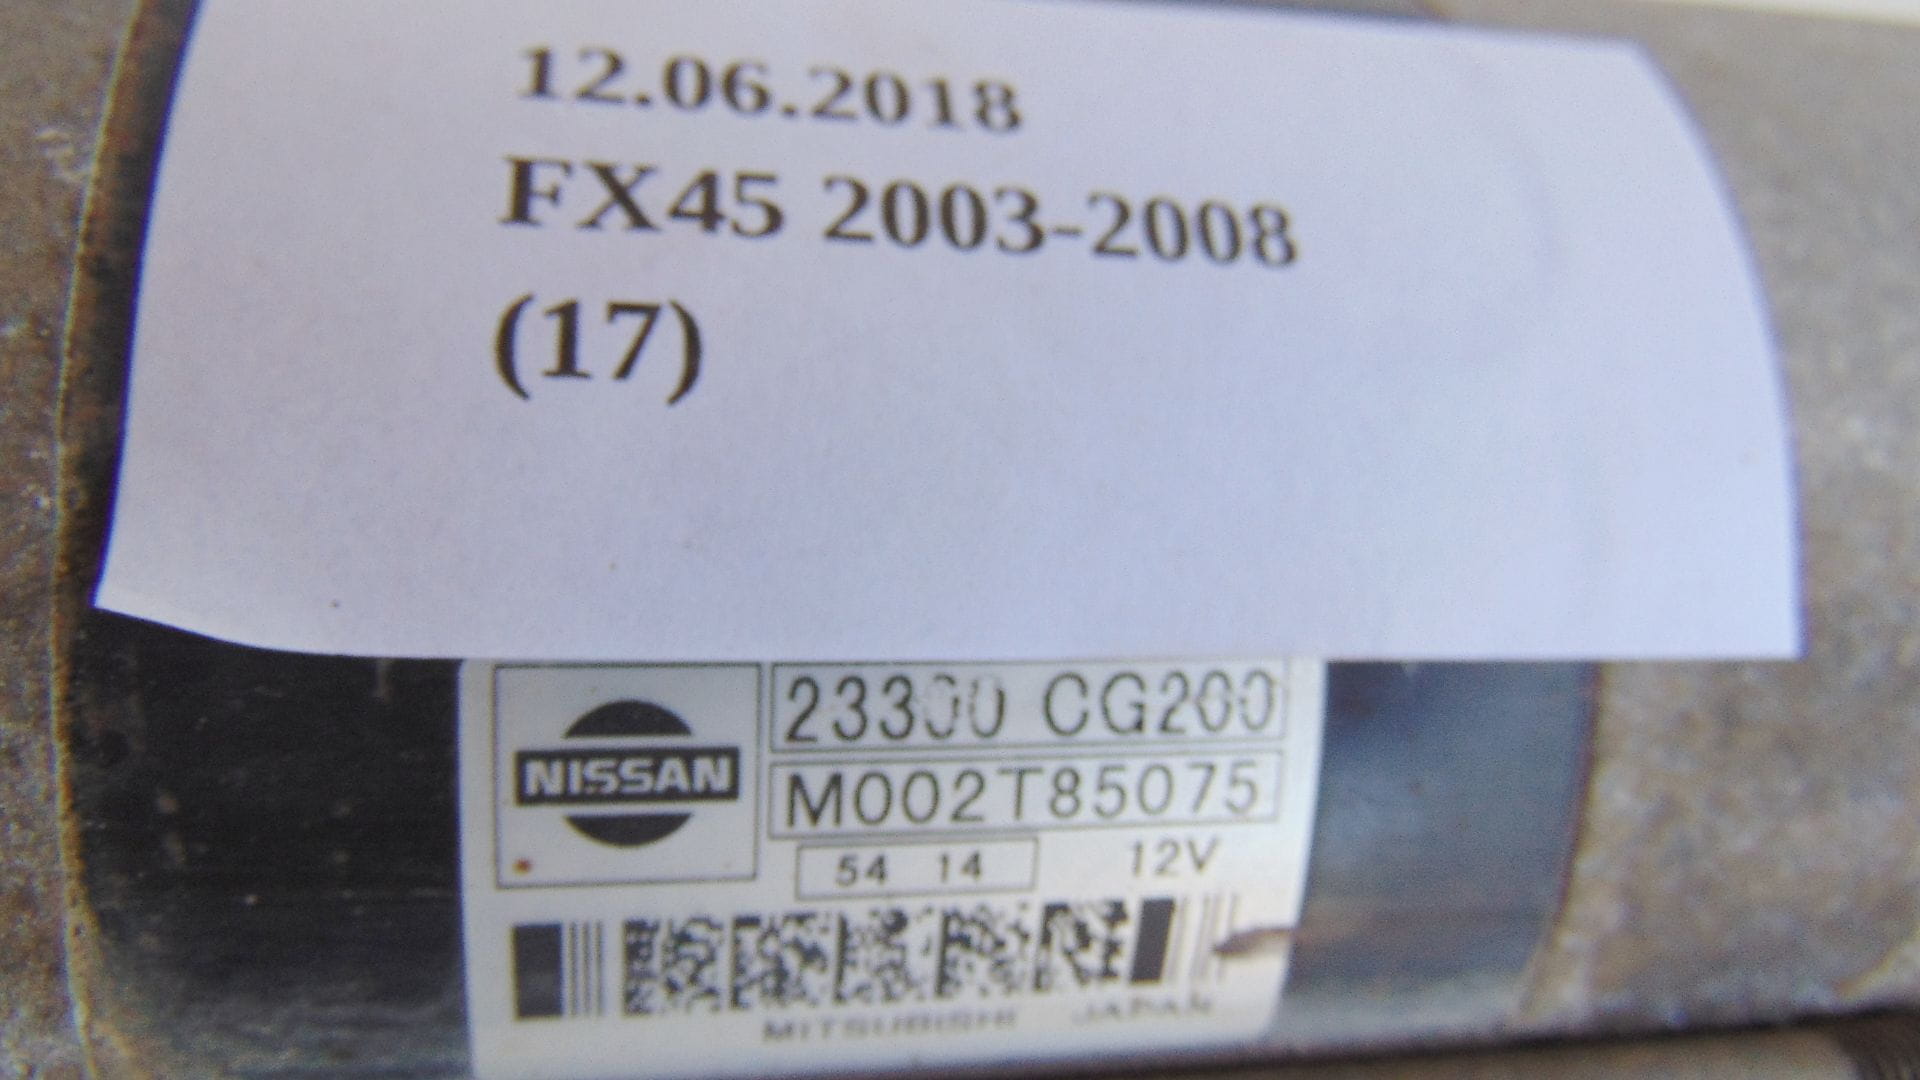 12.06.2018
FX45 2003-2008
(17)
NISSAN
23300 CG200
M002T85075
54 14 12V
MITSUBISHI JAPAN